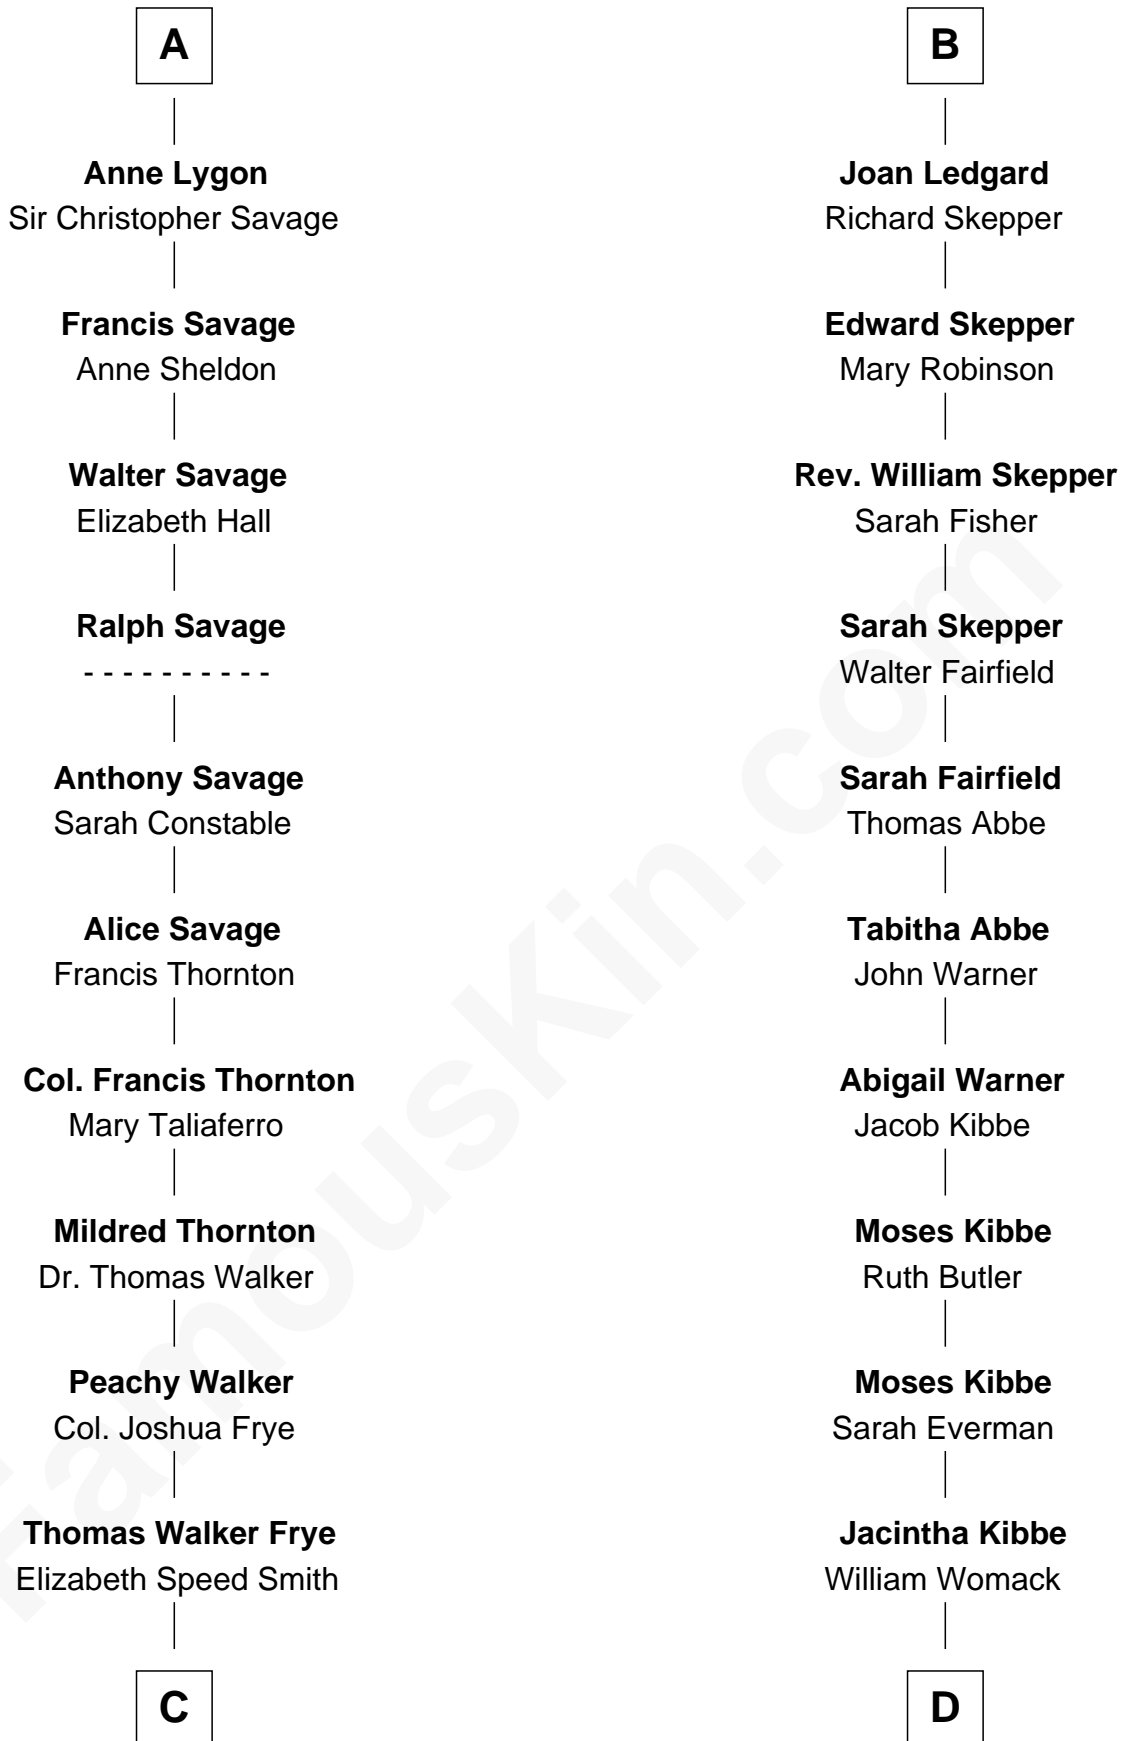 A
Anne Lygon
Sir Christopher Savage
Francis Savage
Anne Sheldon
Walter Savage
Elizabeth Hall
Ralph Savage
- - - - - - - - - -
Anthony Savage
Sarah Constable
Alice Savage
Francis Thornton
Col. Francis Thornton
Mary Taliaferro
Mildred Thornton
Dr. Thomas Walker
Peachy Walker
Col. Joshua Frye
Thomas Walker Frye
Elizabeth Speed Smith
C
B
Joan Ledgard
Richard Skepper
Edward Skepper
Mary Robinson
Rev. William Skepper
Sarah Fisher
Sarah Skepper
Walter Fairfield
Sarah Fairfield
Thomas Abbe
Tabitha Abbe
John Warner
Abigail Warner
Jacob Kibbe
Moses Kibbe
Ruth Butler
Moses Kibbe
Sarah Everman
Jacintha Kibbe
William Womack
D
FamousKin.com